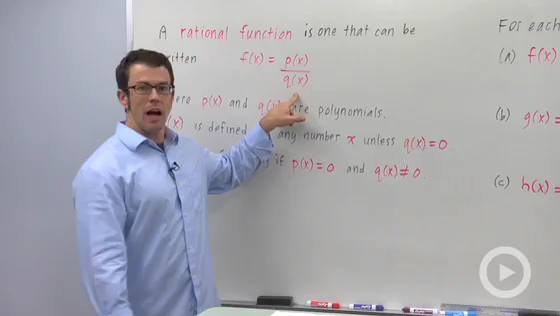 A rational function is one that can be
written f(x) = p(x)
q(x)
where p(x) and q(x) are polynomials.
f(x) is defined for any number x unless q(x) = 0
if p(x) = 0 and q(x) ≠ 0.
For each
(a) f(x)
(b) g(x) =
(c) h(x) =